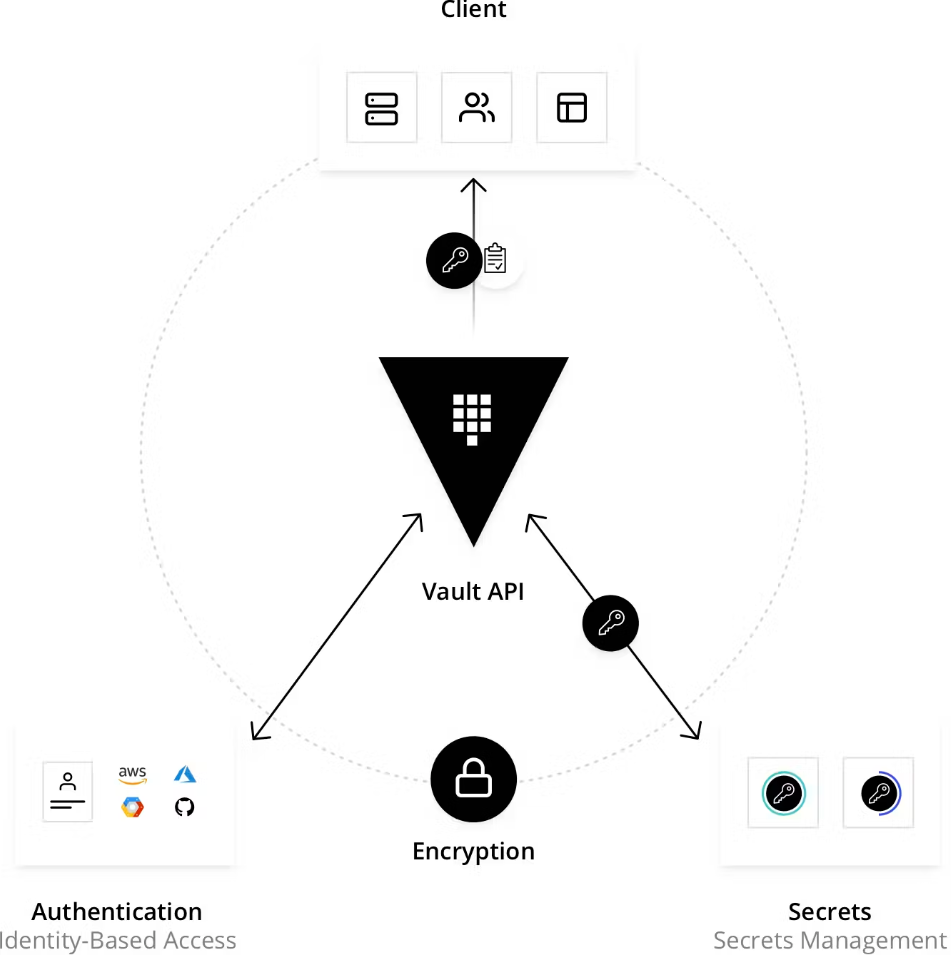 Client
Vault API
aws
Encryption
Authentication
Identity-Based Access
Secrets
Secrets Management